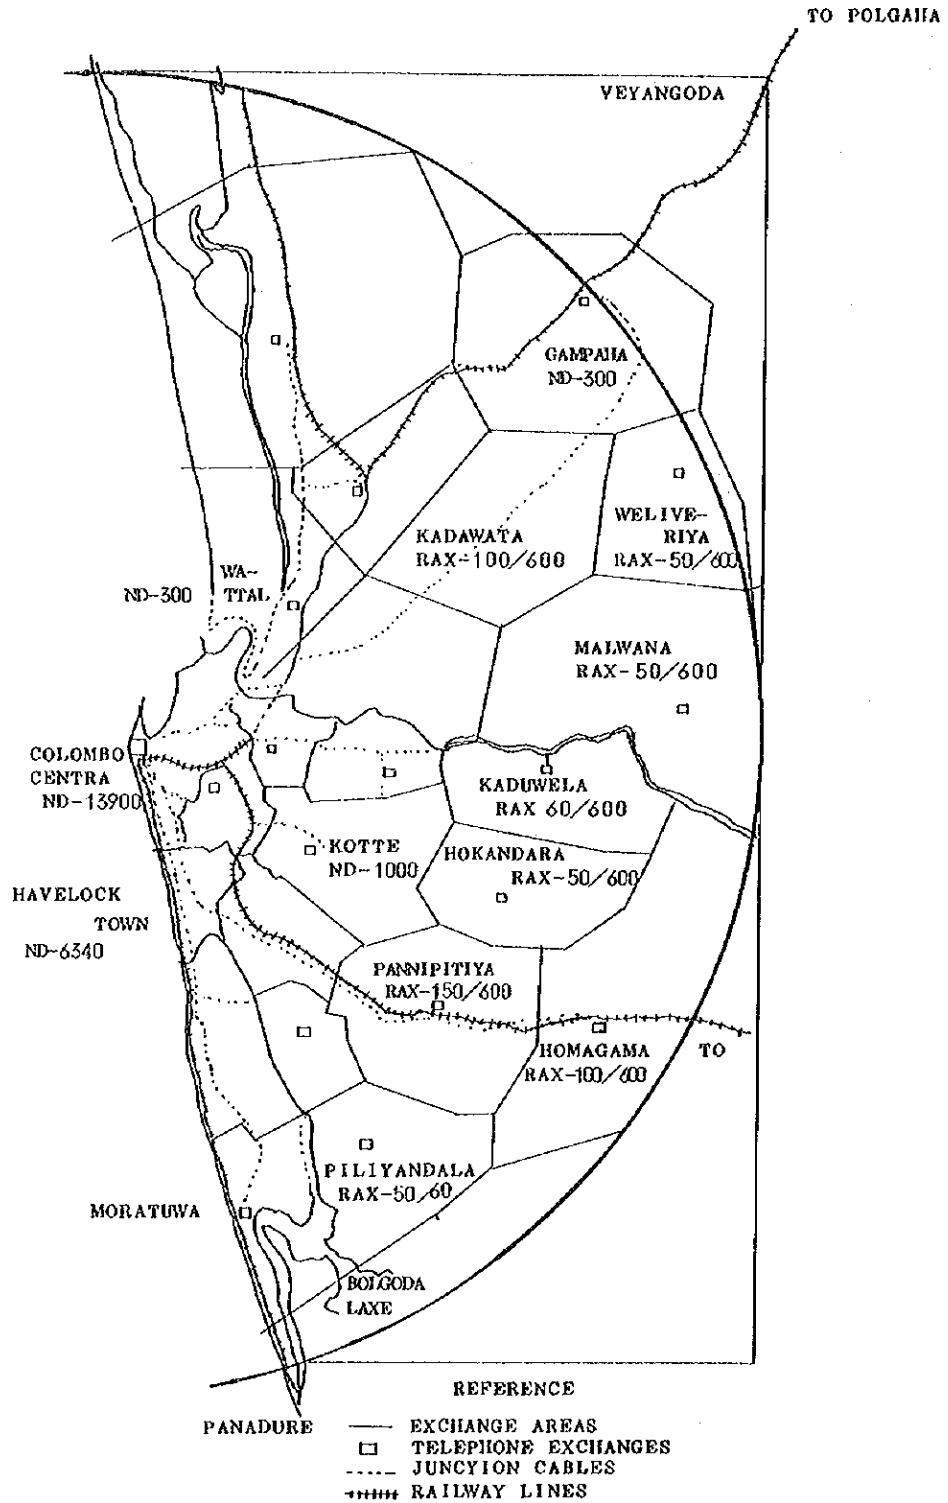 TO POLGAHA
VEYANGODA
GAMPAHA
ND-300
WELIVE-
RIYA
RAX-50/600
KADAWATA
RAX-100/600
WA-
TTAL
ND-300
MALWANA
RAX-50/600
COLOMBO
CENTRA
ND-13900
KADUWELA
RAX 60/600
KOTTE
ND-1000
HOKANDARA
RAX-50/600
HAVELOCK
TOWN
ND-6340
PANNIPITIYA
RAX-150/600
HOMAGAMA
RAX-100/600
TO
PILIYANDALA
RAX-50/60
MORATUWA
BOLGODA
LAXE
REFERENCE
PANADURE
EXCHANGE AREAS
TELEPHONE EXCHANGES
JUNCYION CABLES
RAILWAY LINES